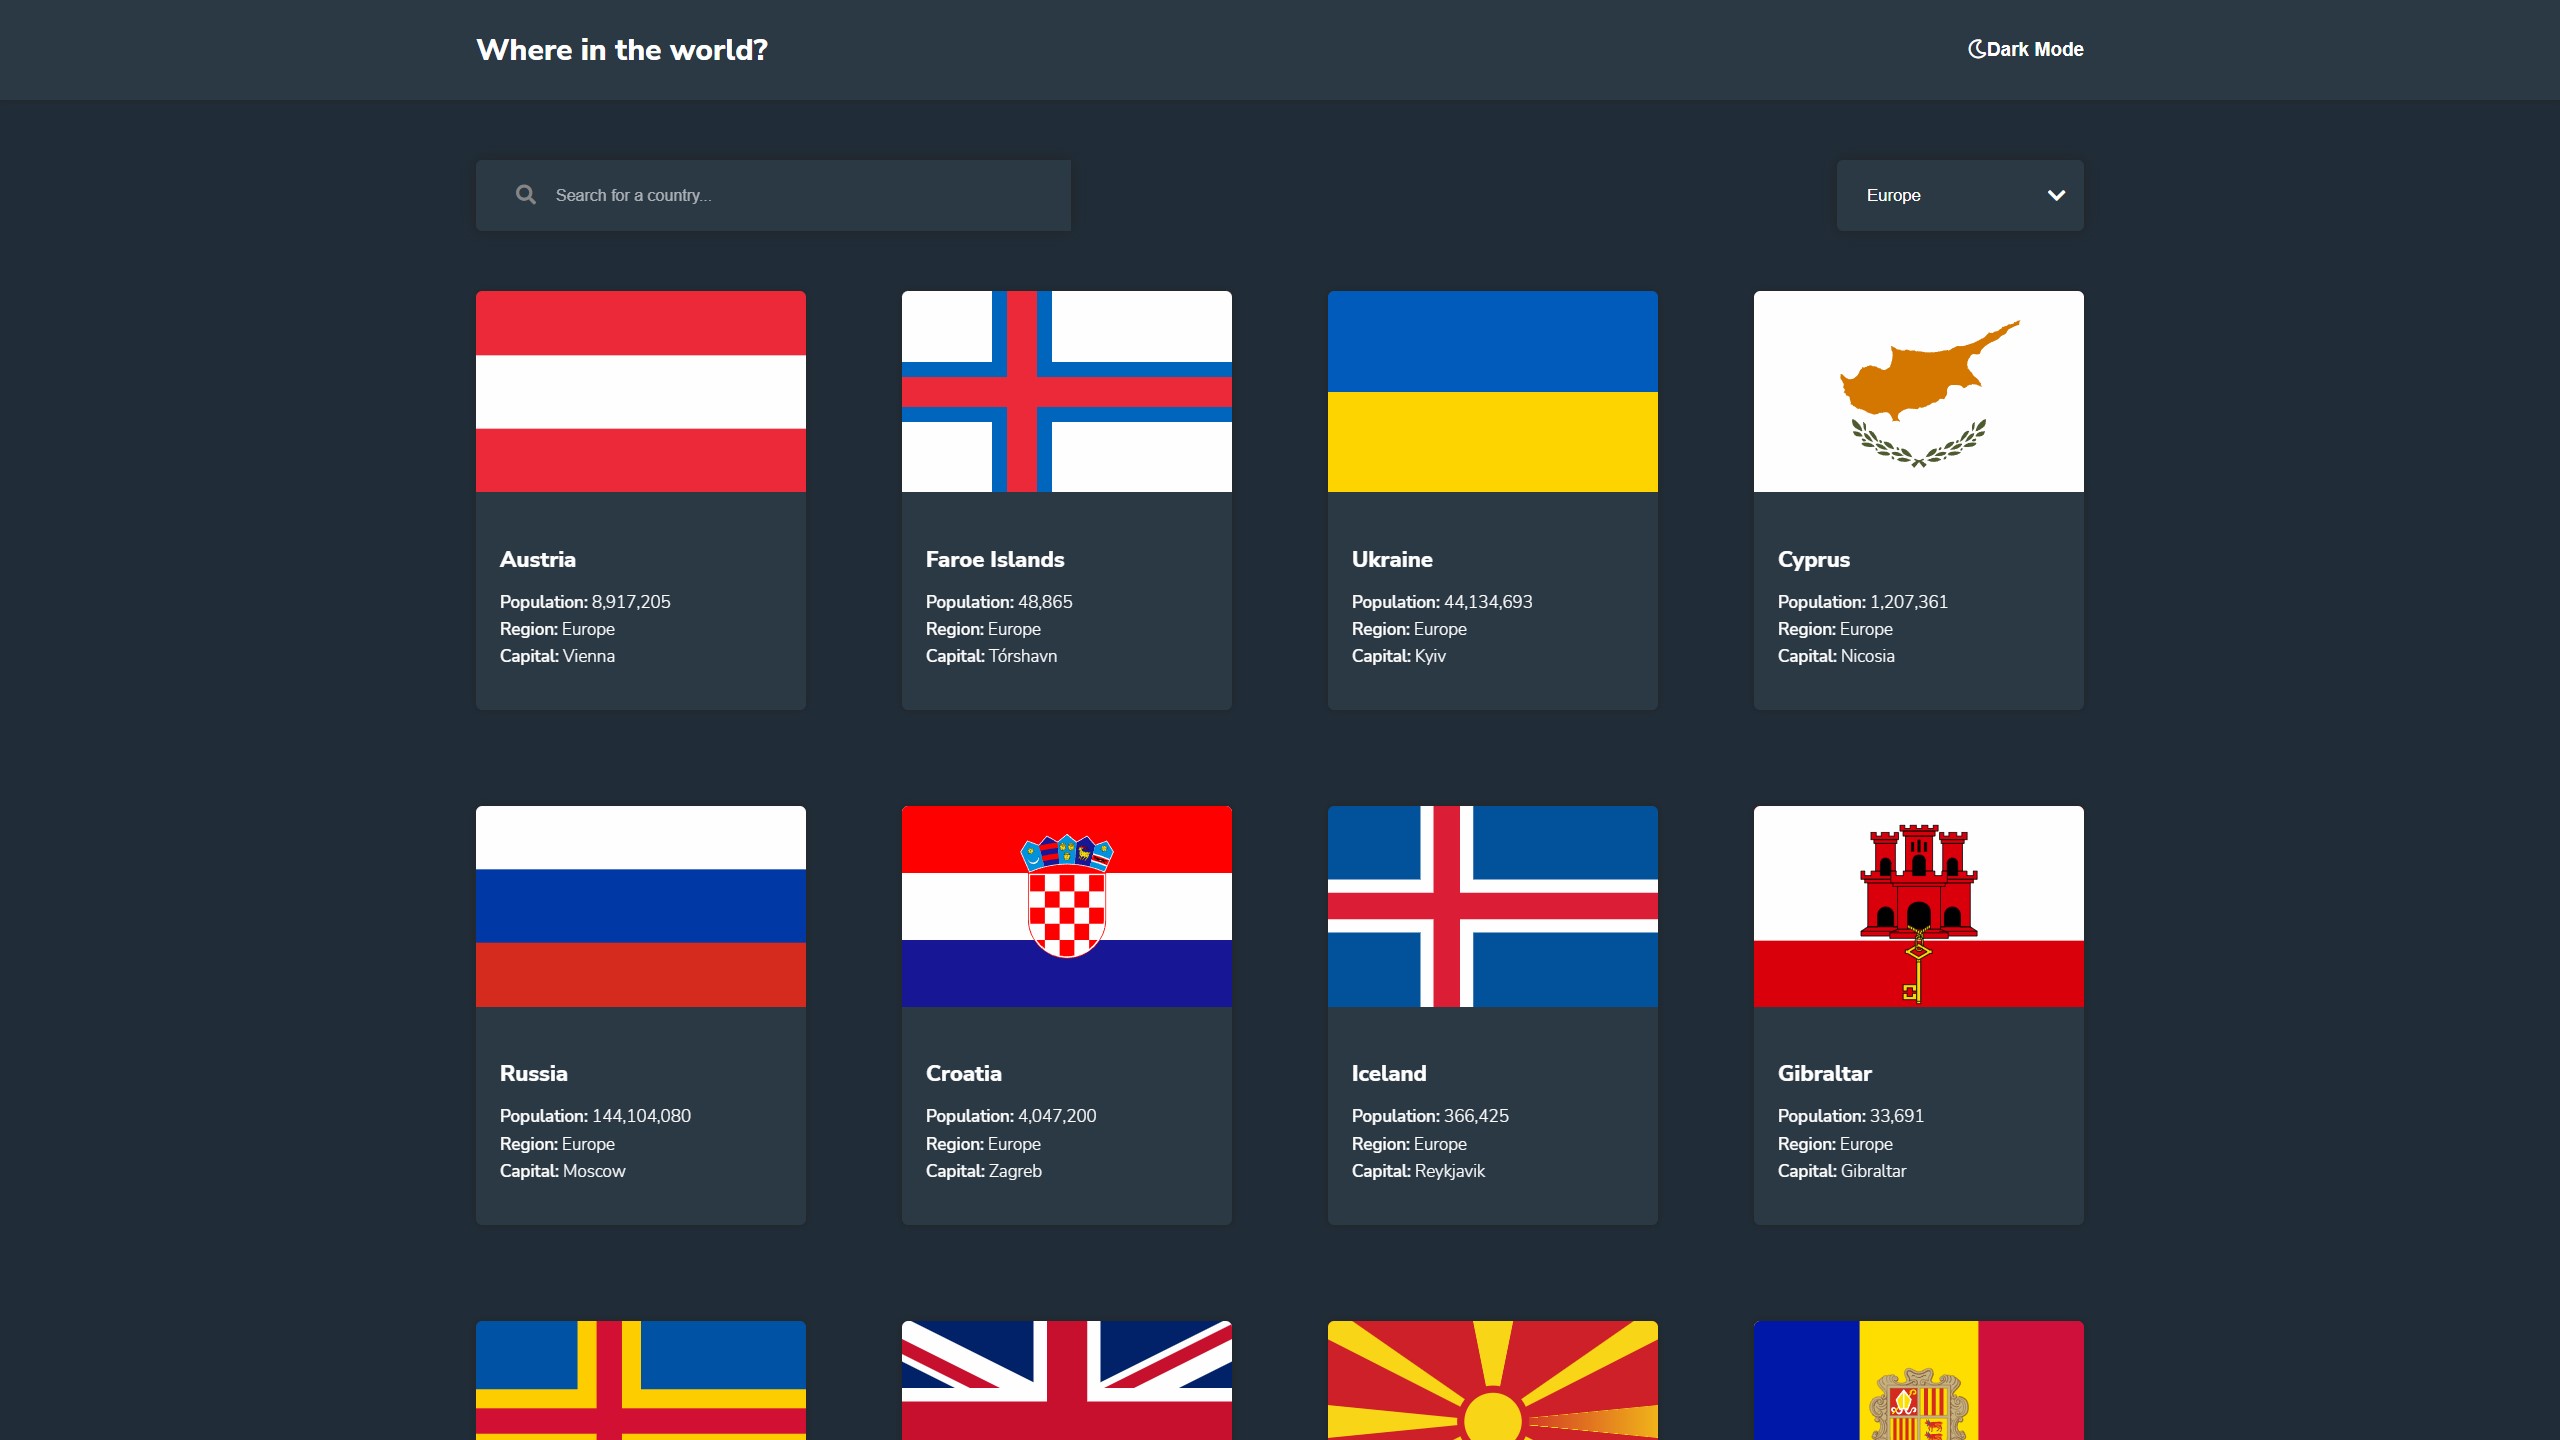 Where in the world?
Dark Mode
Search for a country...
Europe
Austria
Population: 8,917,205
Region: Europe
Capital: Vienna
Faroe Islands
Population: 48,865
Region: Europe
Capital: Tórshavn
Ukraine
Population: 44,134,693
Region: Europe
Capital: Kyiv
Cyprus
Population: 1,207,361
Region: Europe
Capital: Nicosia
Russia
Population: 144,104,080
Region: Europe
Capital: Moscow
Croatia
Population: 4,047,200
Region: Europe
Capital: Zagreb
Iceland
Population: 366,425
Region: Europe
Capital: Reykjavik
Gibraltar
Population: 33,691
Region: Europe
Capital: Gibraltar